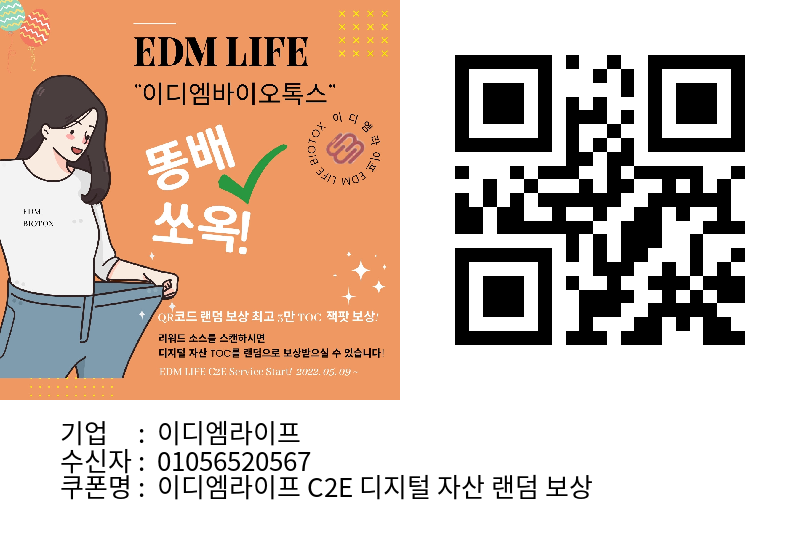 EDM LIFE
"이디엠바이오톡스"
똥배
쏘옥!
이 디 엠 라 이 프 EDM LIFE BIOTOX
EDM
BIOTOX
QR코드 랜덤 보상 최고 5만 TOC 잭팟 보상!
리워드 소스를 스캔하시면
디지털 자산 TOC를 랜덤으로 보상받으실 수 있습니다!
EDM LIFE C2E Service Start! 2022. 05. 09 ~
기업 : 이디엠라이프
수신자 : 01056520567
쿠폰명 : 이디엠라이프 C2E 디지털 자산 랜덤 보상